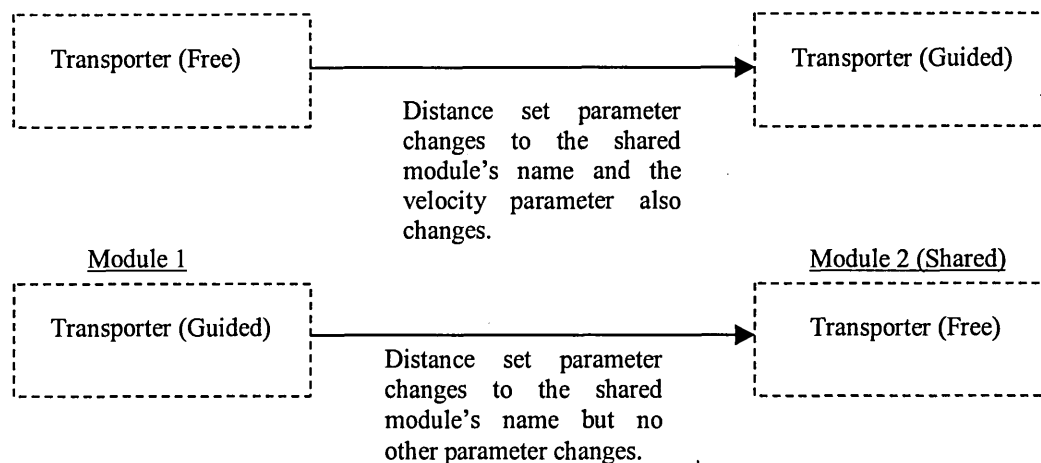 Transporter (Free)
Transporter (Guided)
Distance set parameter
changes to the shared
module's name and the
velocity parameter also
changes.
Module 1
Module 2 (Shared)
Transporter (Guided)
Transporter (Free)
Distance set parameter
changes to the shared
module's name but no
other parameter changes.